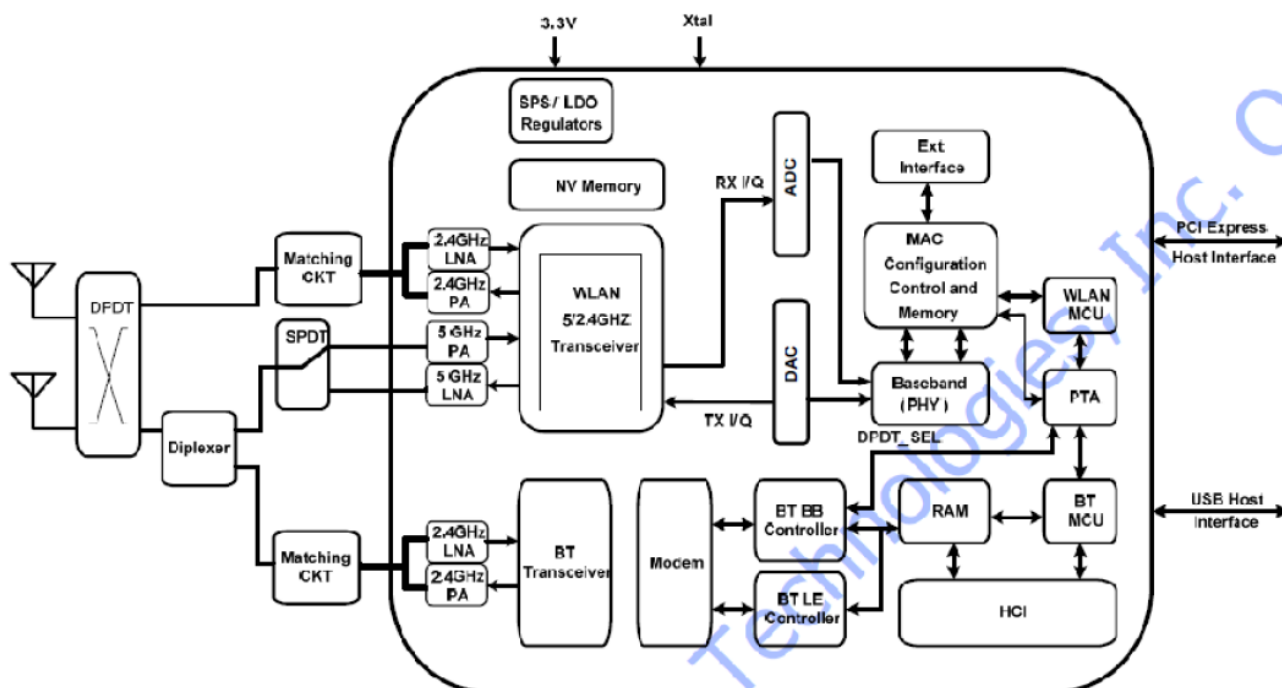 3.3V
Xtal
SPS / LDO
Regulators
NV Memory
RX I/Q
ADC
Ext
Interface
PCI Express
Host Interface
MAC
Configuration
Control and
Memory
WLAN
MCU
Matching
CKT
2.4GHz
LNA
2.4GHz
PA
WLAN
5/2.4GHZ
Transceiver
DPDT
SPDT
5 GHz
PA
5 GHz
LNA
DAC
Baseband
(PHY)
PTA
TX I/Q
DPDT_SEL
Diplexer
USB Host
Interface
BT BB
Controller
RAM
BT
MCU
Matching
CKT
2.4GHz
LNA
2.4GHz
PA
BT
Transceiver
Modem
BT LE
Controller
HCI
Technologies, Inc. C